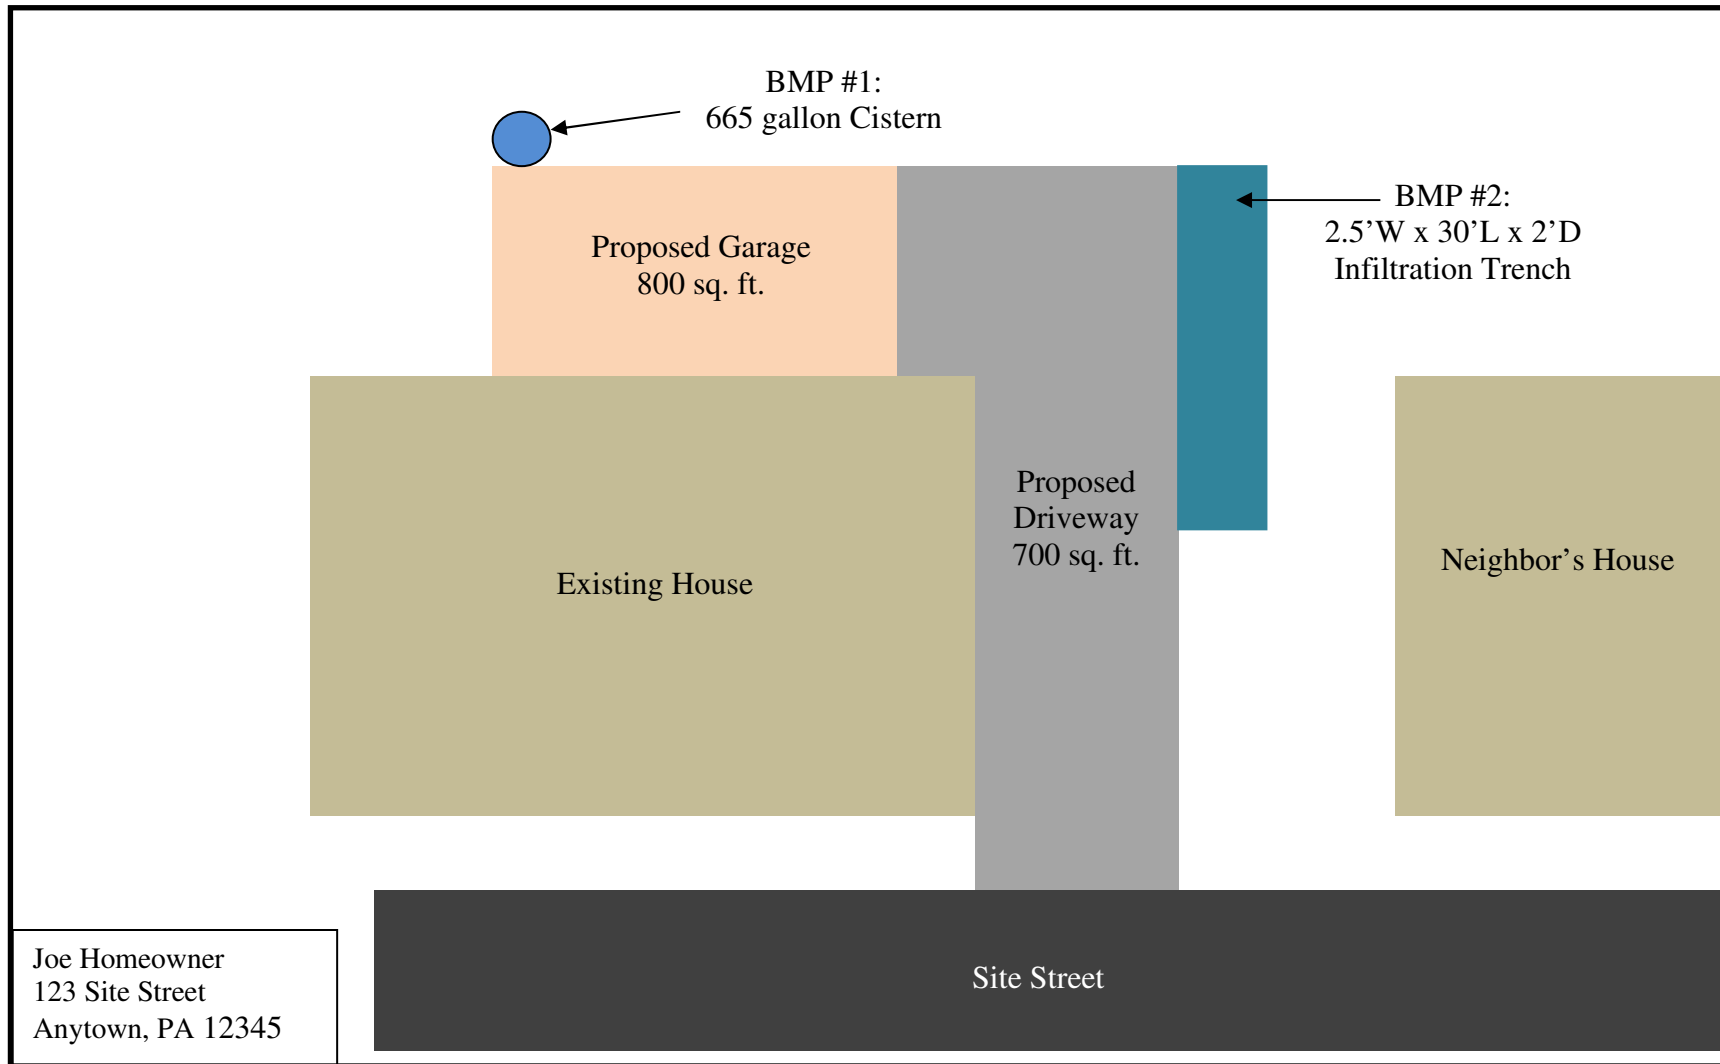 BMP #1:
665 gallon Cistern
BMP #2:
2.5’W x 30’L x 2’D
Infiltration Trench
Proposed Garage
800 sq. ft.
Proposed
Driveway
700 sq. ft.
Existing House
Neighbor’s House
Site Street
Joe Homeowner
123 Site Street
Anytown, PA 12345